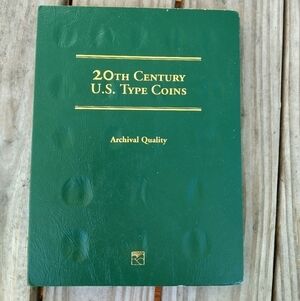 20th Century
U.S. Type Coins
Archival Quality